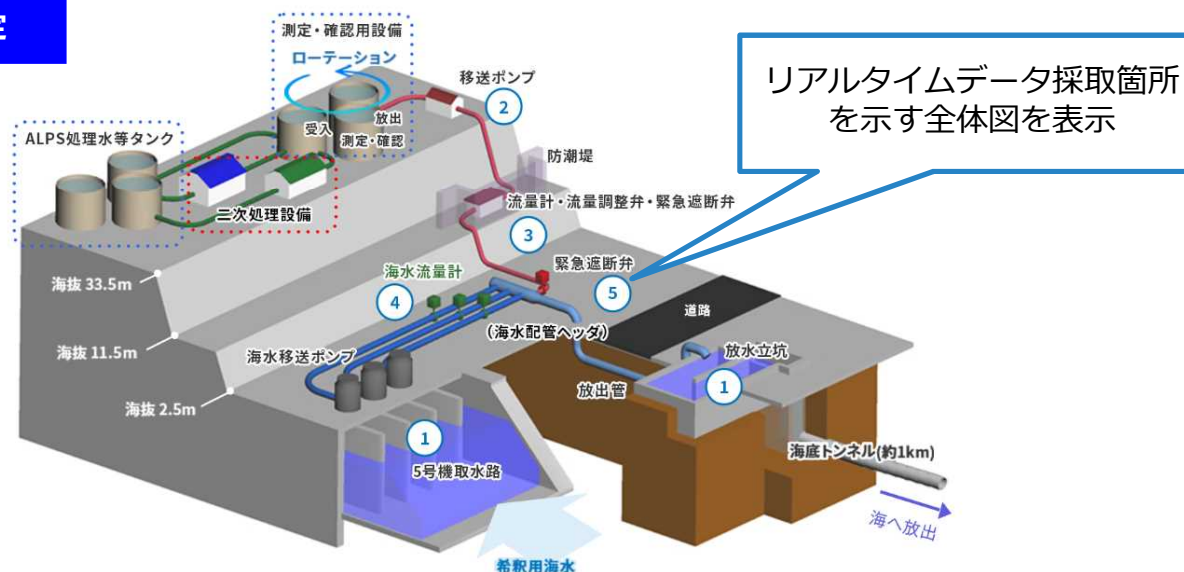 定
測定・確認用設備
ローテーション
移送ポンプ
2
リアルタイムデータ採取箇所
を示す全体図を表示
ALPS処理水等タンク
受入
放出
測定・確認
防潮堤
二次処理設備
流量計・流量調整弁・緊急遮断弁
3
海抜 33.5m
海水流量計
4
緊急遮断弁
5
道路
(海水配管ヘッダ)
海抜 11.5m
海水移送ポンプ
放水立坑
1
放出管
海抜 2.5m
1
5号機取水路
海底トンネル(約1km)
海へ放出
希釈用海水